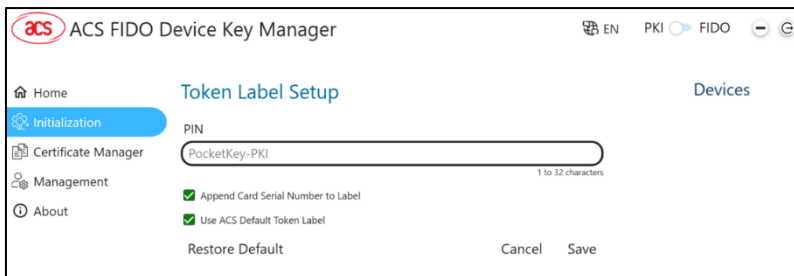 acs ACS FIDO Device Key Manager EN PKI FIDO
Home
Initialization
Certificate Manager
Management
About
Token Label Setup
PIN
PocketKey-PKI
1 to 32 characters
Append Card Serial Number to Label
Use ACS Default Token Label
Restore Default Cancel Save
Devices